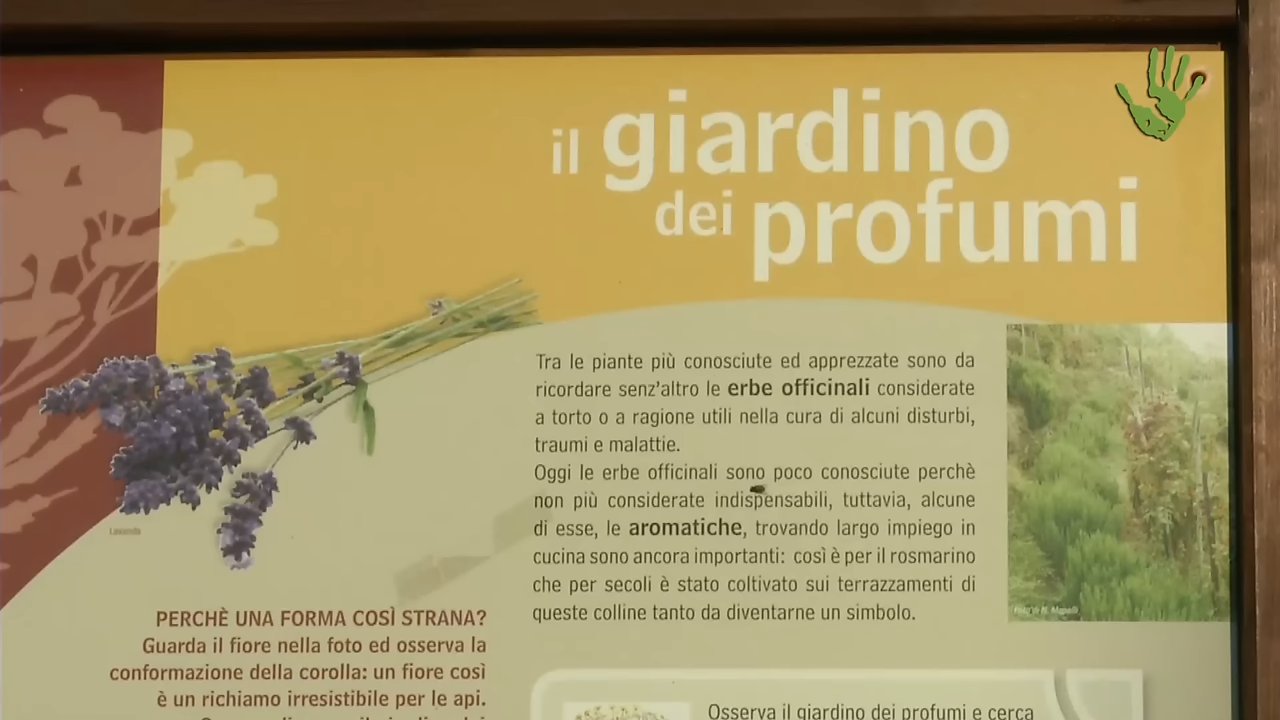 il giardino
dei profumi
Tra le piante più conosciute ed apprezzate sono da
ricordare senz'altro le erbe officinali considerate
a torto o a ragione utili nella cura di alcuni disturbi,
traumi e malattie.
Oggi le erbe officinali sono poco conosciute perchè
non più considerate indispensabili, tuttavia, alcune
di esse, le aromatiche, trovando largo impiego in
cucina sono ancora importanti: così è per il rosmarino
che per secoli è stato coltivato sui terrazzamenti di
queste colline tanto da diventarne un simbolo.
Foto di N. Mapelli
Lavanda
PERCHÈ UNA FORMA COSÌ STRANA?
Guarda il fiore nella foto ed osserva la
conformazione della corolla: un fiore così
è un richiamo irresistibile per le api.
Osserva il giardino dei profumi e cerca